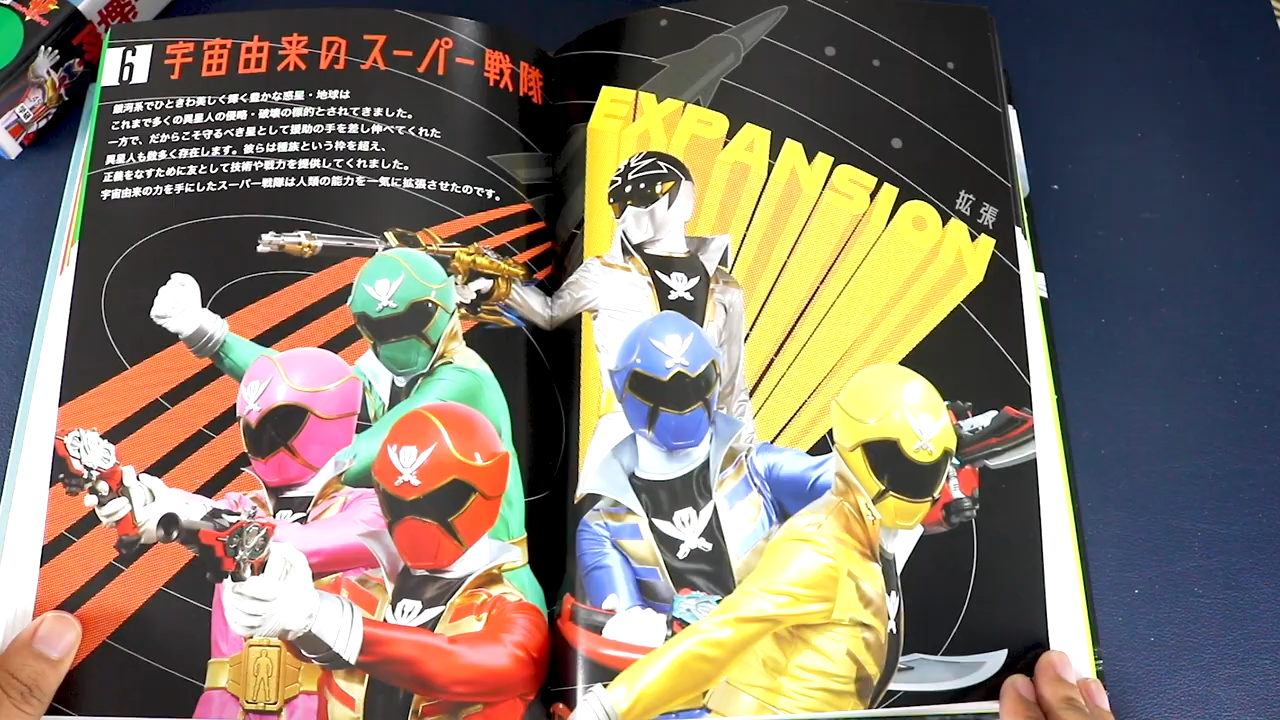 6 宇宙由来のスーパー戦隊
銀河系でひときわ美しく輝く豊かな惑星・地球は
これまで多くの異星人の侵略・破壊の標的とされてきました。
一方で、だからこそ守るべき星として援助の手を差し伸べてくれた
異星人も数多く存在します。彼らは種族という枠を超え、
正義をなすために友として技術や戦力を提供してくれました。
宇宙由来の力を手にしたスーパー戦隊は人類の能力を一気に拡張させたのです。
EXPANSION
拡張